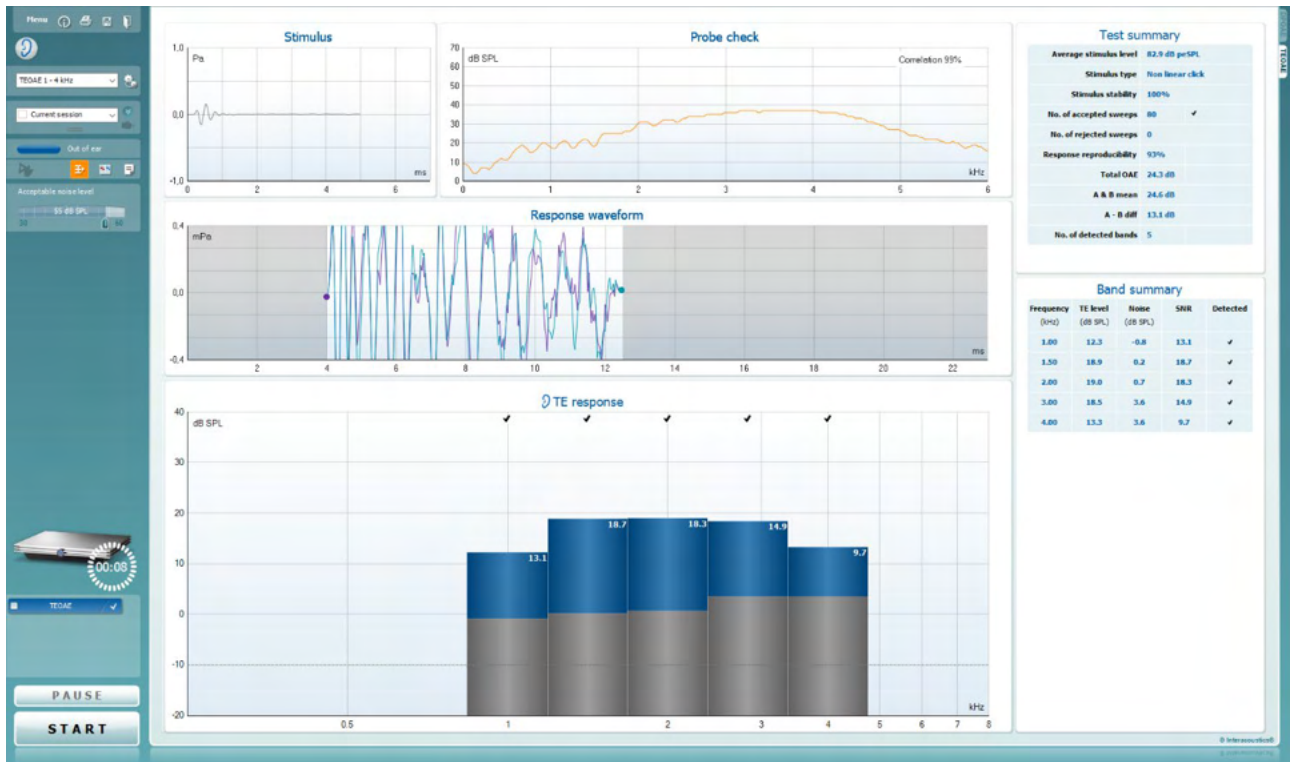 Menu
TEOAE 1 - 4 kHz
Current session
Out of ear
Acceptable noise level
55 dB SPL
30 60
00:08
TEOAE
PAUSE
START
Stimulus
Pa
1,0
0,0
-1,0
0 2 4 6
ms
Probe check
dB SPL
Correlation 99%
70
60
50
40
30
20
10
0
0 1 2 3 4 5 6
kHz
Response waveform
mPa
0,4
0,0
-0,4
2 4 6 8 10 12 14 16 18 20 22
ms
TE response
dB SPL
40
30
20
10
0
-10
-20
13.1 18.7 18.3 14.9 9.7
kHz
0.5 1 2 3 4 5 6 7 8
Test summary
Average stimulus level 82.9 dB peSPL
Stimulus type Non linear click
Stimulus stability 100%
No. of accepted sweeps 80 ✔
No. of rejected sweeps 0
Response reproducibility 93%
Total OAE 24.3 dB
A & B mean 24.6 dB
A - B diff 13.1 dB
No. of detected bands 5
Band summary
Frequency TE level Noise SNR Detected
(kHz) (dB SPL) (dB SPL)
1.00 12.3 -0.8 13.1 ✔
1.50 18.9 0.2 18.7 ✔
2.00 19.0 0.7 18.3 ✔
3.00 18.5 3.6 14.9 ✔
4.00 13.3 3.6 9.7 ✔
TEOAE
© Interacoustics®